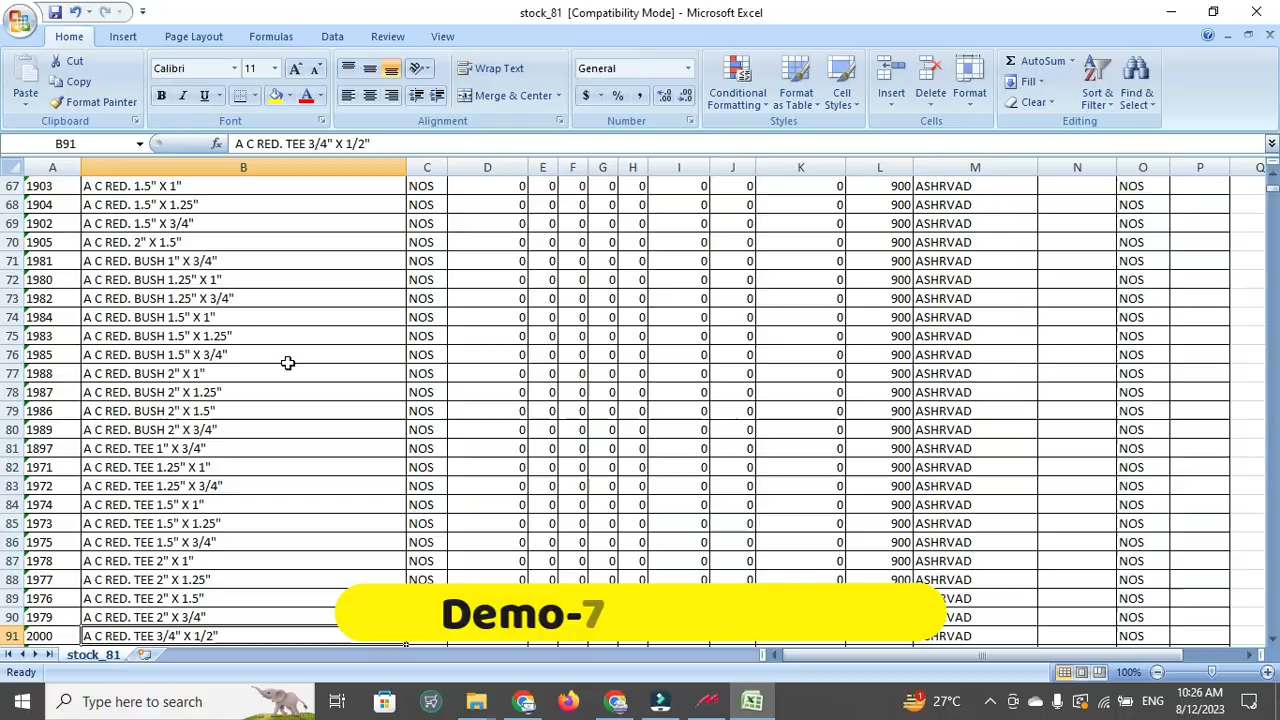 stock_81 [Compatibility Mode] - Microsoft Excel
Home Insert Page Layout Formulas Data Review View
Paste Cut Copy Format Painter Clipboard
Calibri 11 B I U A Font
Wrap Text Merge & Center Alignment
General $ % , Number
Conditional Formatting Format as Table Cell Styles Styles
Insert Delete Format Cells
Σ AutoSum Fill Clear Sort & Filter Find & Select Editing
B91 fx A C RED. TEE 3/4" X 1/2"
A B C D E F G H I J K L M N O P Q
67 1903 A C RED. 1.5" X 1" NOS 0 0 0 0 0 0 0 0 900 ASHRVAD NOS
68 1904 A C RED. 1.5" X 1.25" NOS 0 0 0 0 0 0 0 0 900 ASHRVAD NOS
69 1902 A C RED. 1.5" X 3/4" NOS 0 0 0 0 0 0 0 0 900 ASHRVAD NOS
70 1905 A C RED. 2" X 1.5" NOS 0 0 0 0 0 0 0 0 900 ASHRVAD NOS
71 1981 A C RED. BUSH 1" X 3/4" NOS 0 0 0 0 0 0 0 0 900 ASHRVAD NOS
72 1980 A C RED. BUSH 1.25" X 1" NOS 0 0 0 0 0 0 0 0 900 ASHRVAD NOS
73 1982 A C RED. BUSH 1.25" X 3/4" NOS 0 0 0 0 0 0 0 0 900 ASHRVAD NOS
74 1984 A C RED. BUSH 1.5" X 1" NOS 0 0 0 0 0 0 0 0 900 ASHRVAD NOS
75 1983 A C RED. BUSH 1.5" X 1.25" NOS 0 0 0 0 0 0 0 0 900 ASHRVAD NOS
76 1985 A C RED. BUSH 1.5" X 3/4" NOS 0 0 0 0 0 0 0 0 900 ASHRVAD NOS
77 1988 A C RED. BUSH 2" X 1" NOS 0 0 0 0 0 0 0 0 900 ASHRVAD NOS
78 1987 A C RED. BUSH 2" X 1.25" NOS 0 0 0 0 0 0 0 0 900 ASHRVAD NOS
79 1986 A C RED. BUSH 2" X 1.5" NOS 0 0 0 0 0 0 0 0 900 ASHRVAD NOS
80 1989 A C RED. BUSH 2" X 3/4" NOS 0 0 0 0 0 0 0 0 900 ASHRVAD NOS
81 1897 A C RED. TEE 1" X 3/4" NOS 0 0 0 0 0 0 0 0 900 ASHRVAD NOS
82 1971 A C RED. TEE 1.25" X 1" NOS 0 0 0 0 0 0 0 0 900 ASHRVAD NOS
83 1972 A C RED. TEE 1.25" X 3/4" NOS 0 0 0 0 0 0 0 0 900 ASHRVAD NOS
84 1974 A C RED. TEE 1.5" X 1" NOS 0 0 0 0 0 0 0 0 900 ASHRVAD NOS
85 1973 A C RED. TEE 1.5" X 1.25" NOS 0 0 0 0 0 0 0 0 900 ASHRVAD NOS
86 1975 A C RED. TEE 1.5" X 3/4" NOS 0 0 0 0 0 0 0 0 900 ASHRVAD NOS
87 1978 A C RED. TEE 2" X 1" NOS 0 0 0 0 0 0 0 0 900 ASHRVAD NOS
88 1977 A C RED. TEE 2" X 1.25" NOS 0 0 0 0 0 0 0 0 900 ASHRVAD NOS
89 1976 A C RED. TEE 2" X 1.5" ASHRVAD NOS
90 1979 A C RED. TEE 2" X 3/4" ASHRVAD NOS
91 2000 A C RED. TEE 3/4" X 1/2" ASHRVAD NOS
Demo-7
stock_81
Ready 100%
Type here to search 27°C ENG 10:26 AM
8/12/2023